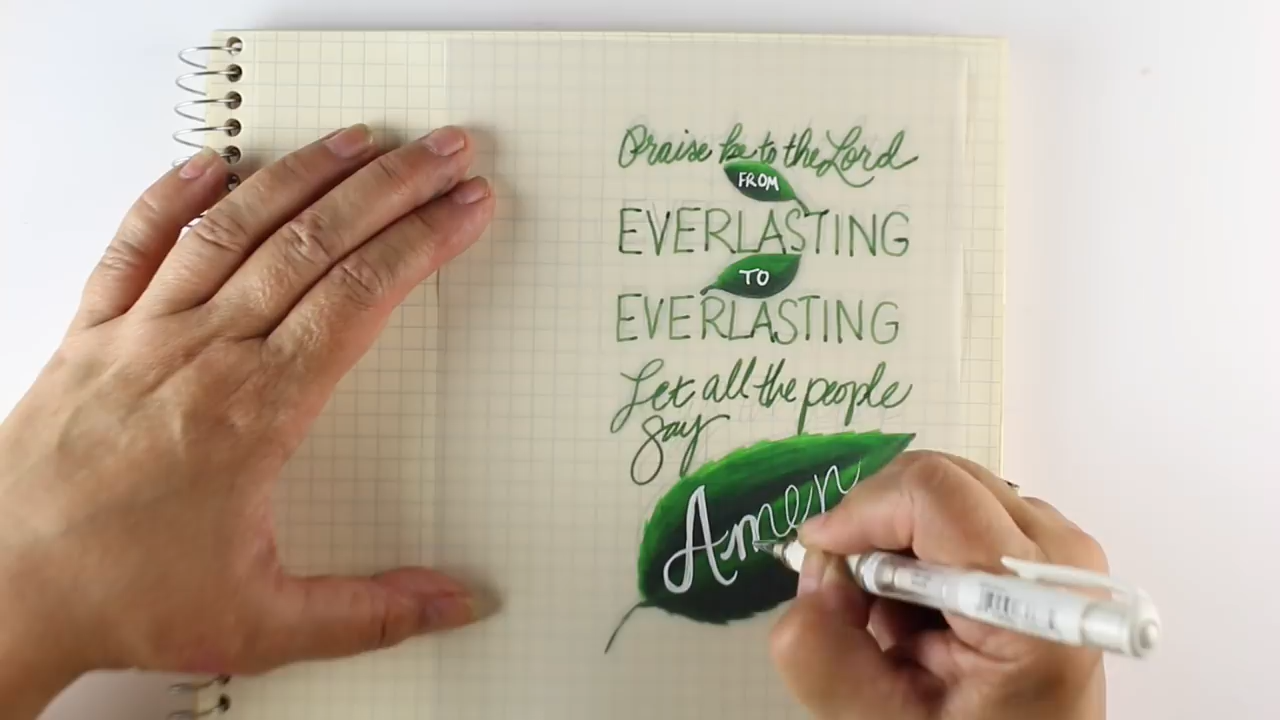 Praise be to the Lord
FROM
EVERLASTING
TO
EVERLASTING
Let all the people
say
Amen